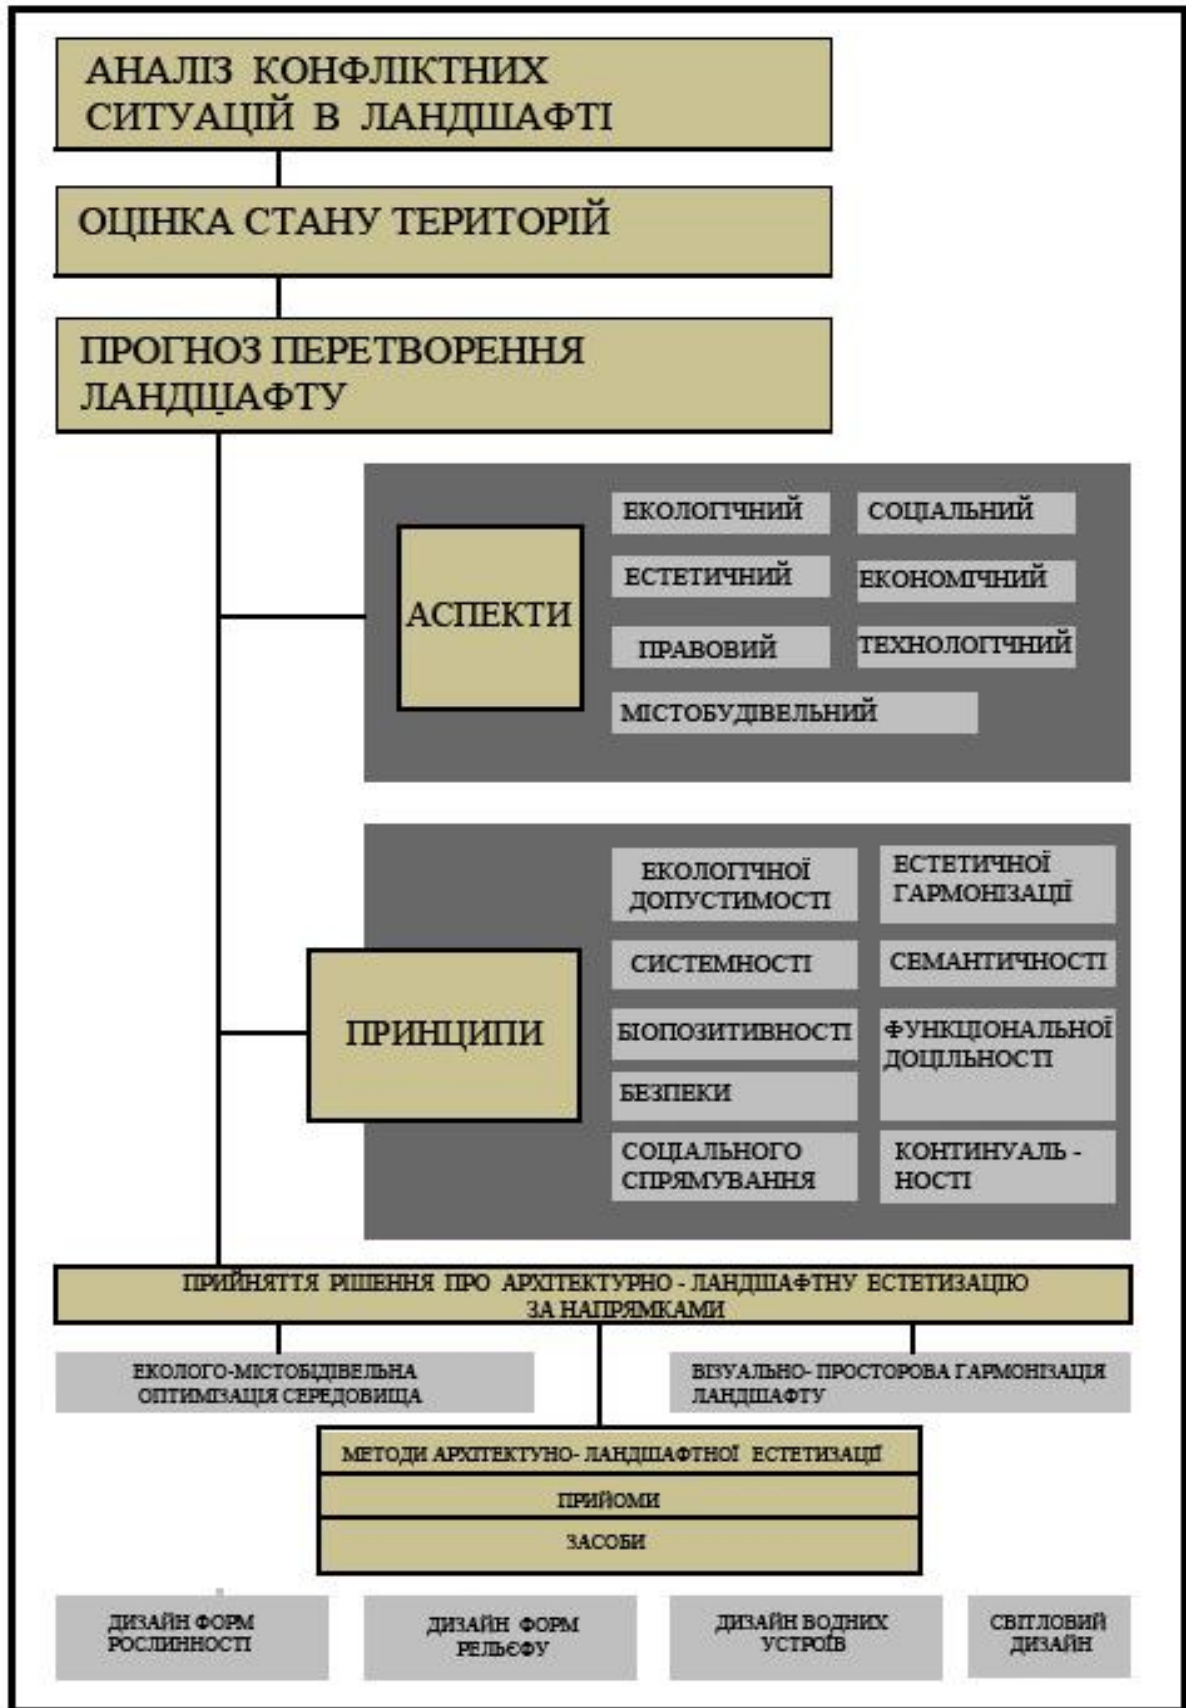 АНАЛІЗ КОНФЛІКТНИХ
СИТУАЦІЙ В ЛАНДШАФТІ
ОЦІНКА СТАНУ ТЕРИТОРІЙ
ПРОГНОЗ ПЕРЕТВОРЕННЯ
ЛАНДШАФТУ
АСПЕКТИ
ЕКОЛОГІЧНИЙ
СОЦІАЛЬНИЙ
ЕСТЕТИЧНИЙ
ЕКОНОМІЧНИЙ
ПРАВОВИЙ
ТЕХНОЛОГІЧНИЙ
МІСТОБУДІВЕЛЬНИЙ
ПРИНЦИПИ
ЕКОЛОГІЧНОЇ
ДОПУСТИМОСТІ
ЕСТЕТИЧНОЇ
ГАРМОНІЗАЦІЇ
СИСТЕМНОСТІ
СЕМАНТИЧНОСТІ
БІОПОЗИТИВНОСТІ
ФУНКЦІОНАЛЬНОЇ
ДОЦІЛЬНОСТІ
БЕЗПЕКИ
СОЦІАЛЬНОГО
СПРЯМУВАННЯ
КОНТИНУАЛЬ -
НОСТІ
ПРИЙНЯТТЯ РІШЕННЯ ПРО АРХІТЕКТУРНО - ЛАНДШАФТНУ ЕСТЕТИЗАЦІЮ
ЗА НАПРЯМКАМИ
ЕКОЛОГО-МІСТОБІДІВЕЛЬНА
ОПТИМІЗАЦІЯ СЕРЕДОВИЩА
ВІЗУАЛЬНО- ПРОСТОРОВА ГАРМОНІЗАЦІЯ
ЛАНДШАФТУ
МЕТОДИ АРХІТЕКТУНО- ЛАНДШАФТНОЇ ЕСТЕТИЗАЦІЇ
ПРИЙОМИ
ЗАСОБИ
ДИЗАЙН ФОРМ
РОСЛИННОСТІ
ДИЗАЙН ФОРМ
РЕЛЬЄФУ
ДИЗАЙН ВОДНИХ
УСТРОЇВ
СВІТЛОВИЙ
ДИЗАЙН